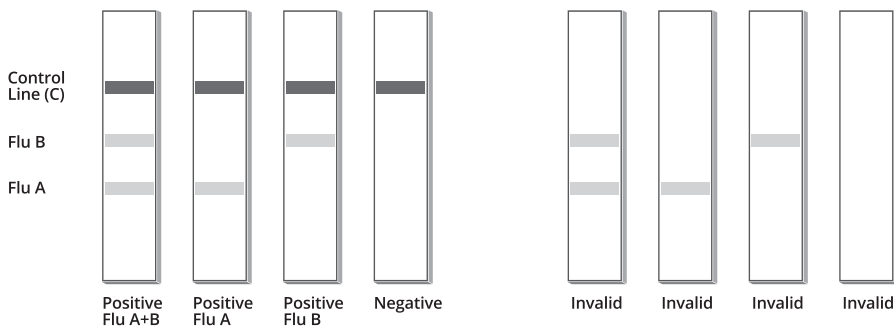 Control
Line (C)
Flu B
Flu A
Positive
Flu A+B
Positive
Flu A
Positive
Flu B
Negative
Invalid
Invalid
Invalid
Invalid